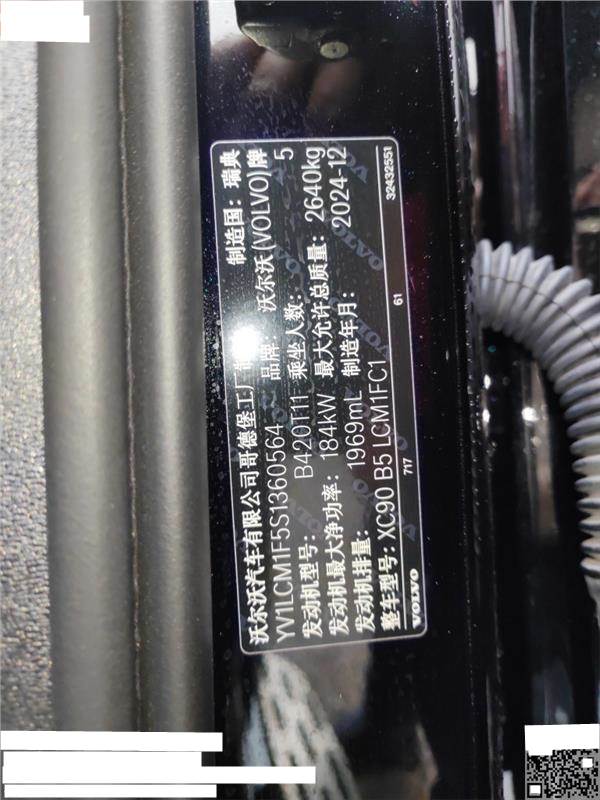 沃尔沃汽车有限公司哥德堡工厂制 制造国: 瑞典
YV1LCM1F5S1360564 品牌: 沃尔沃(VOLVO)牌
发动机型号: B420T11 乘坐人数: 5
发动机最大净功率: 184kW 最大允许总质量: 2640kg
发动机排量: 1969mL 制造年月: 2024-12
整车型号: XC90 B5 LCM1FC1
VOLVO 717 61 32432551